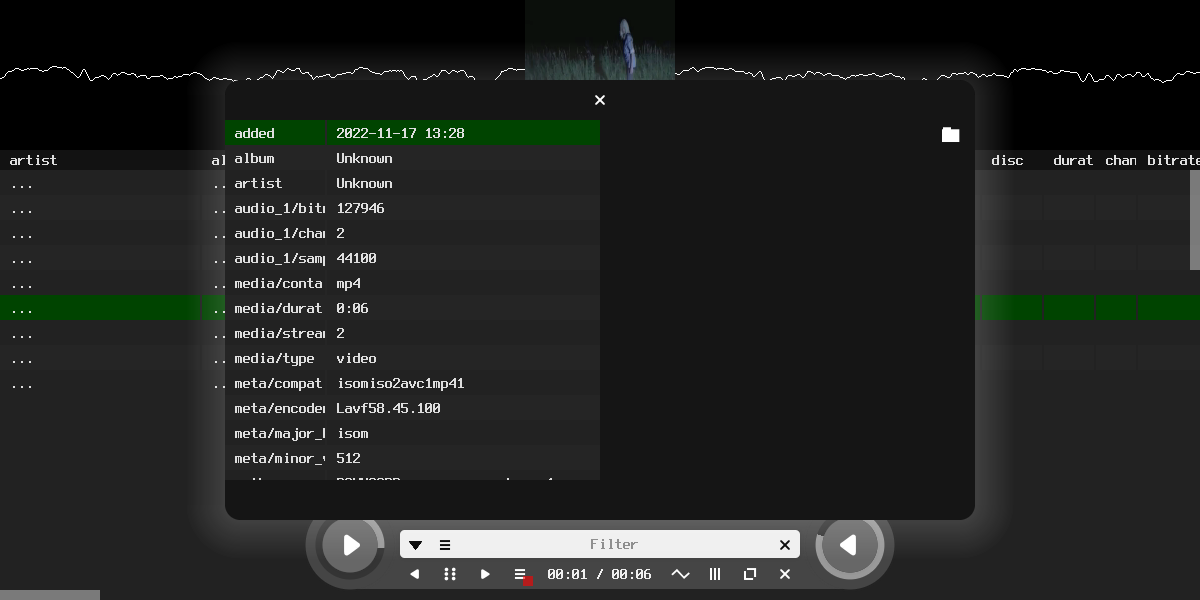 artist al disc durat chan bitrate
added 2022-11-17 13:28
album Unknown
artist Unknown
audio_1/bit 127946
audio_1/cha 2
audio_1/sam 44100
media/conta mp4
media/durat 0:06
media/strea 2
media/type video
meta/compat isomiso2avc1mp41
meta/encode Lavf58.45.100
meta/major_ isom
meta/minor_ 512
...
...
...
...
...
...
...
...
...
Filter
00:01 / 00:06